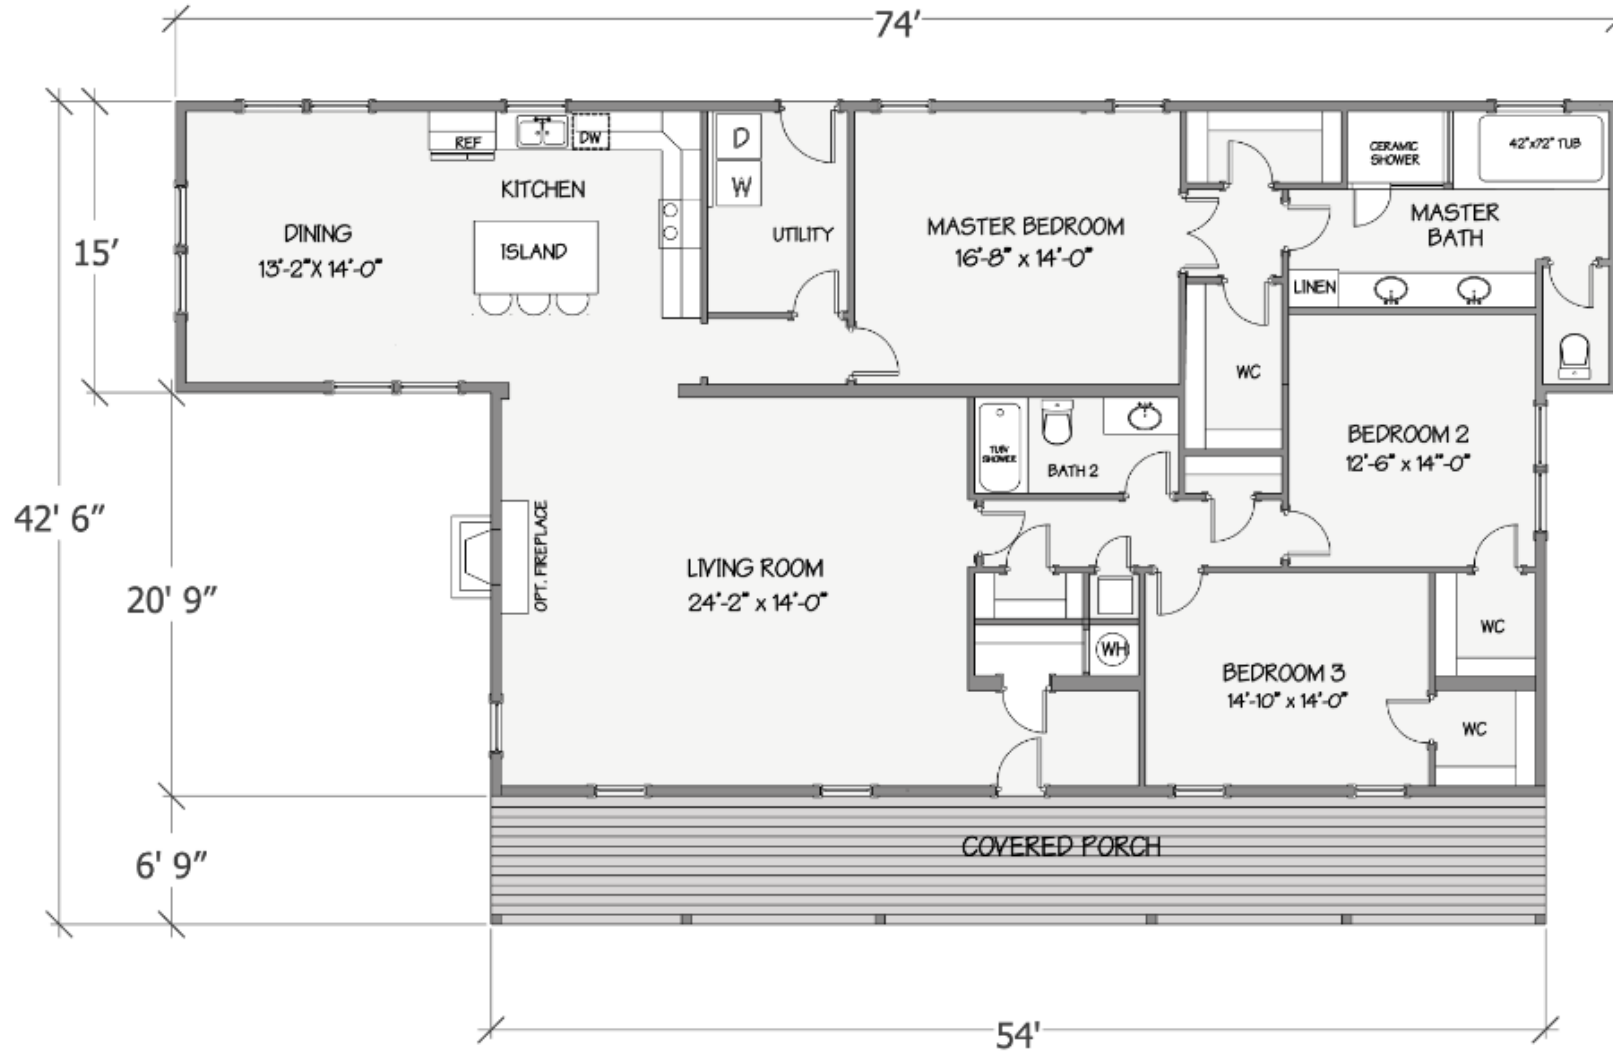 74'
15'
42' 6"
20' 9"
6' 9"
54'
DINING
13'-2"X 14'-0"
REF
DW
KITCHEN
ISLAND
D
W
UTILITY
MASTER BEDROOM
16'-8" x 14'-0"
CERAMIC
SHOWER
42"x72" TUB
MASTER
BATH
LINEN
WC
BEDROOM 2
12'-6" x 14"-0"
TUB/
SHOWER
BATH 2
OPT. FIREPLACE
LIVING ROOM
24'-2" x 14'-0"
WH
BEDROOM 3
14'-10" x 14'-0"
WC
WC
COVERED PORCH